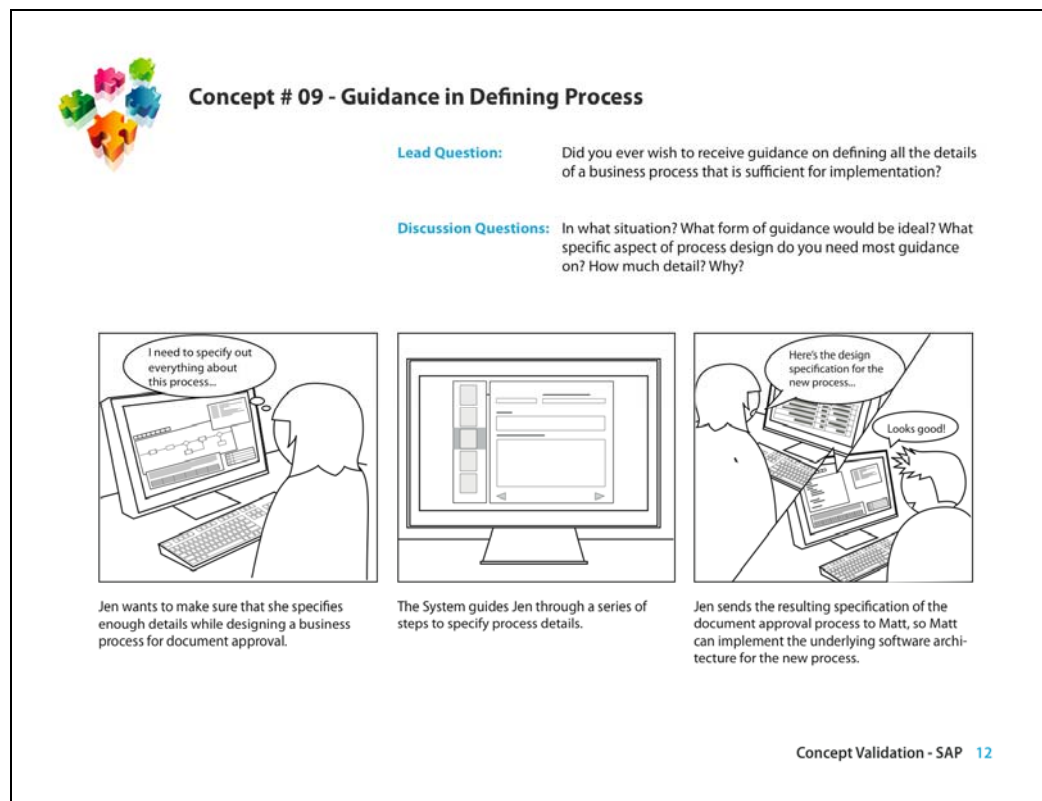 Concept # 09 - Guidance in Defining Process
Lead Question:
Did you ever wish to receive guidance on defining all the details
of a business process that is sufficient for implementation?
Discussion Questions:
In what situation? What form of guidance would be ideal? What
specific aspect of process design do you need most guidance
on? How much detail? Why?
I need to specify out
everything about
this process...
Here's the design
specification for the
new process...
Looks good!
Jen wants to make sure that she specifies
enough details while designing a business
process for document approval.
The System guides Jen through a series of
steps to specify process details.
Jen sends the resulting specification of the
document approval process to Matt, so Matt
can implement the underlying software archi-
tecture for the new process.
Concept Validation - SAP 12